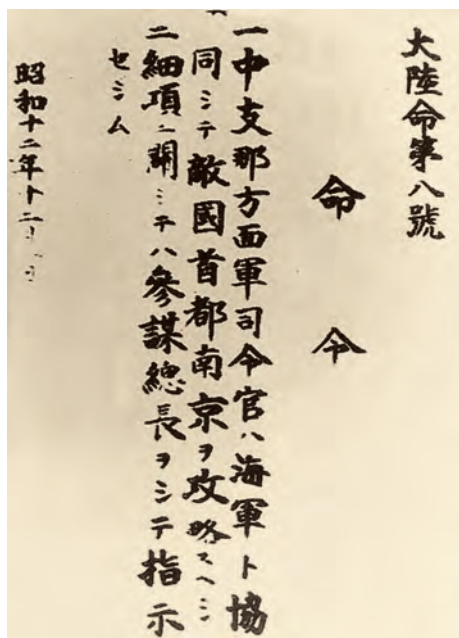 大陸命第八號
命令
一中支那方面軍司令官ハ海軍ト協
同シテ敵國首都南京ヲ攻略スヘシ
二細項ニ關シテハ參謀總長ヲシテ指示
セシム
昭和十二年十二